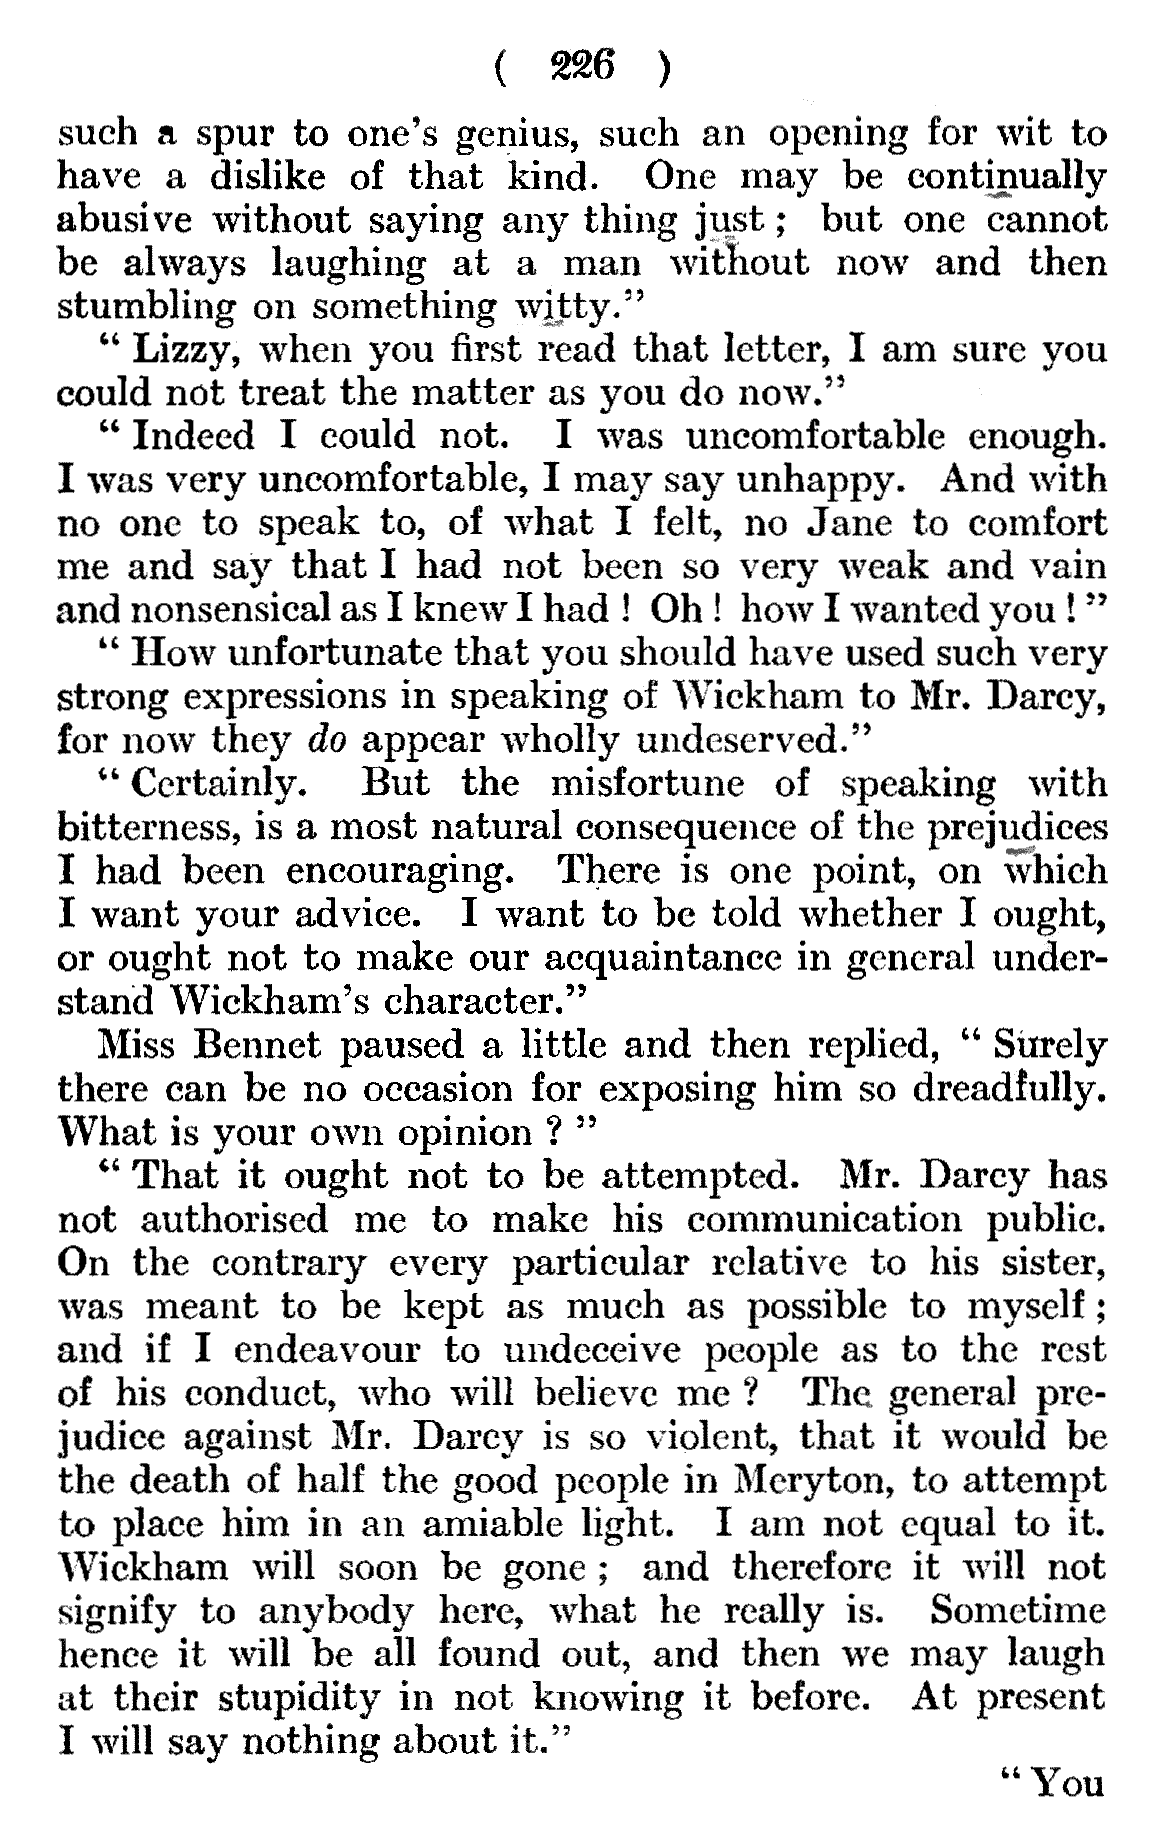 ( 226 )
such a spur to one's genius, such an opening for wit to
have a dislike of that kind. One may be continually
abusive without saying any thing just ; but one cannot
be always laughing at a man without now and then
stumbling on something witty."
" Lizzy, when you first read that letter, I am sure you
could not treat the matter as you do now."
" Indeed I could not. I was uncomfortable enough.
I was very uncomfortable, I may say unhappy. And with
no one to speak to, of what I felt, no Jane to comfort
me and say that I had not been so very weak and vain
and nonsensical as I knew I had ! Oh ! how I wanted you ! "
" How unfortunate that you should have used such very
strong expressions in speaking of Wickham to Mr. Darcy,
for now they do appear wholly undeserved."
" Certainly. But the misfortune of speaking with
bitterness, is a most natural consequence of the prejudices
I had been encouraging. There is one point, on which
I want your advice. I want to be told whether I ought,
or ought not to make our acquaintance in general under-
stand Wickham's character."
Miss Bennet paused a little and then replied, " Surely
there can be no occasion for exposing him so dreadfully.
What is your own opinion ? "
" That it ought not to be attempted. Mr. Darcy has
not authorised me to make his communication public.
On the contrary every particular relative to his sister,
was meant to be kept as much as possible to myself ;
and if I endeavour to undeceive people as to the rest
of his conduct, who will believe me ? The general pre-
judice against Mr. Darcy is so violent, that it would be
the death of half the good people in Meryton, to attempt
to place him in an amiable light. I am not equal to it.
Wickham will soon be gone ; and therefore it will not
signify to anybody here, what he really is. Sometime
hence it will be all found out, and then we may laugh
at their stupidity in not knowing it before. At present
I will say nothing about it."
" You